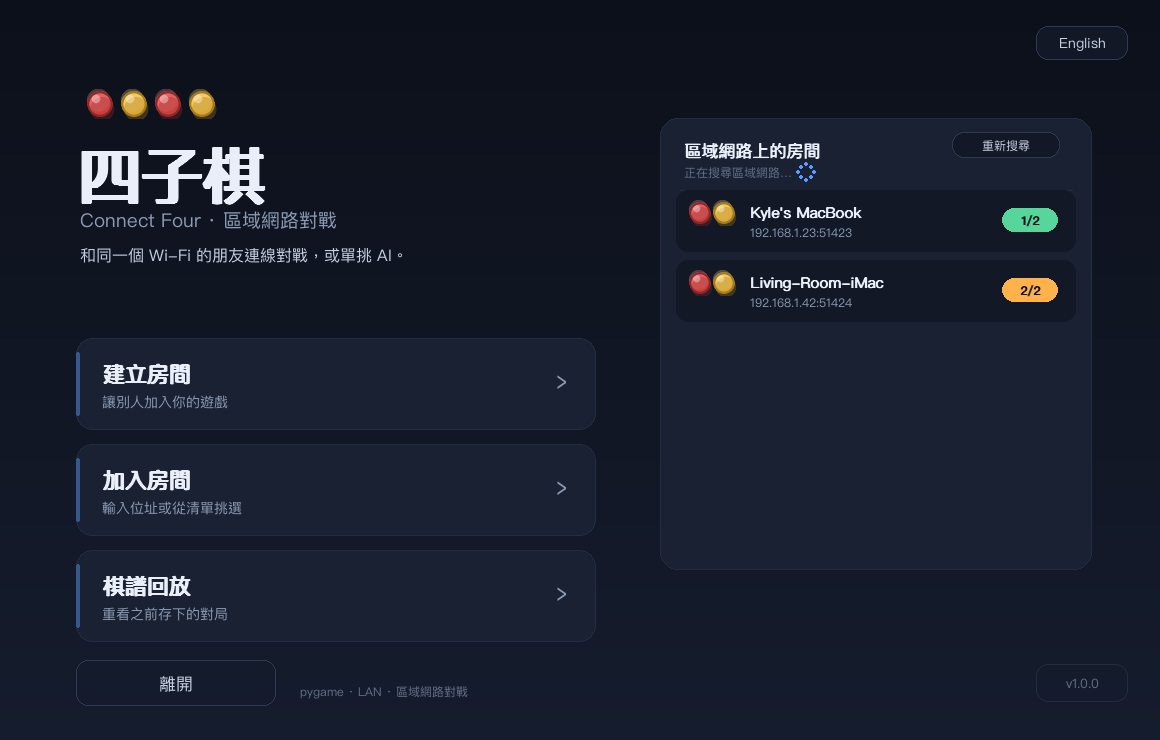 English
四子棋
Connect Four · 區域網路對戰
和同一個 Wi-Fi 的朋友連線對戰，或單挑 AI。
建立房間
讓別人加入你的遊戲
加入房間
輸入位址或從清單挑選
棋譜回放
重看之前存下的對局
離開
pygame · LAN · 區域網路對戰
區域網路上的房間
重新搜尋
正在搜尋區域網路...
Kyle's MacBook
192.168.1.23:51423
1/2
Living-Room-iMac
192.168.1.42:51424
2/2
v1.0.0